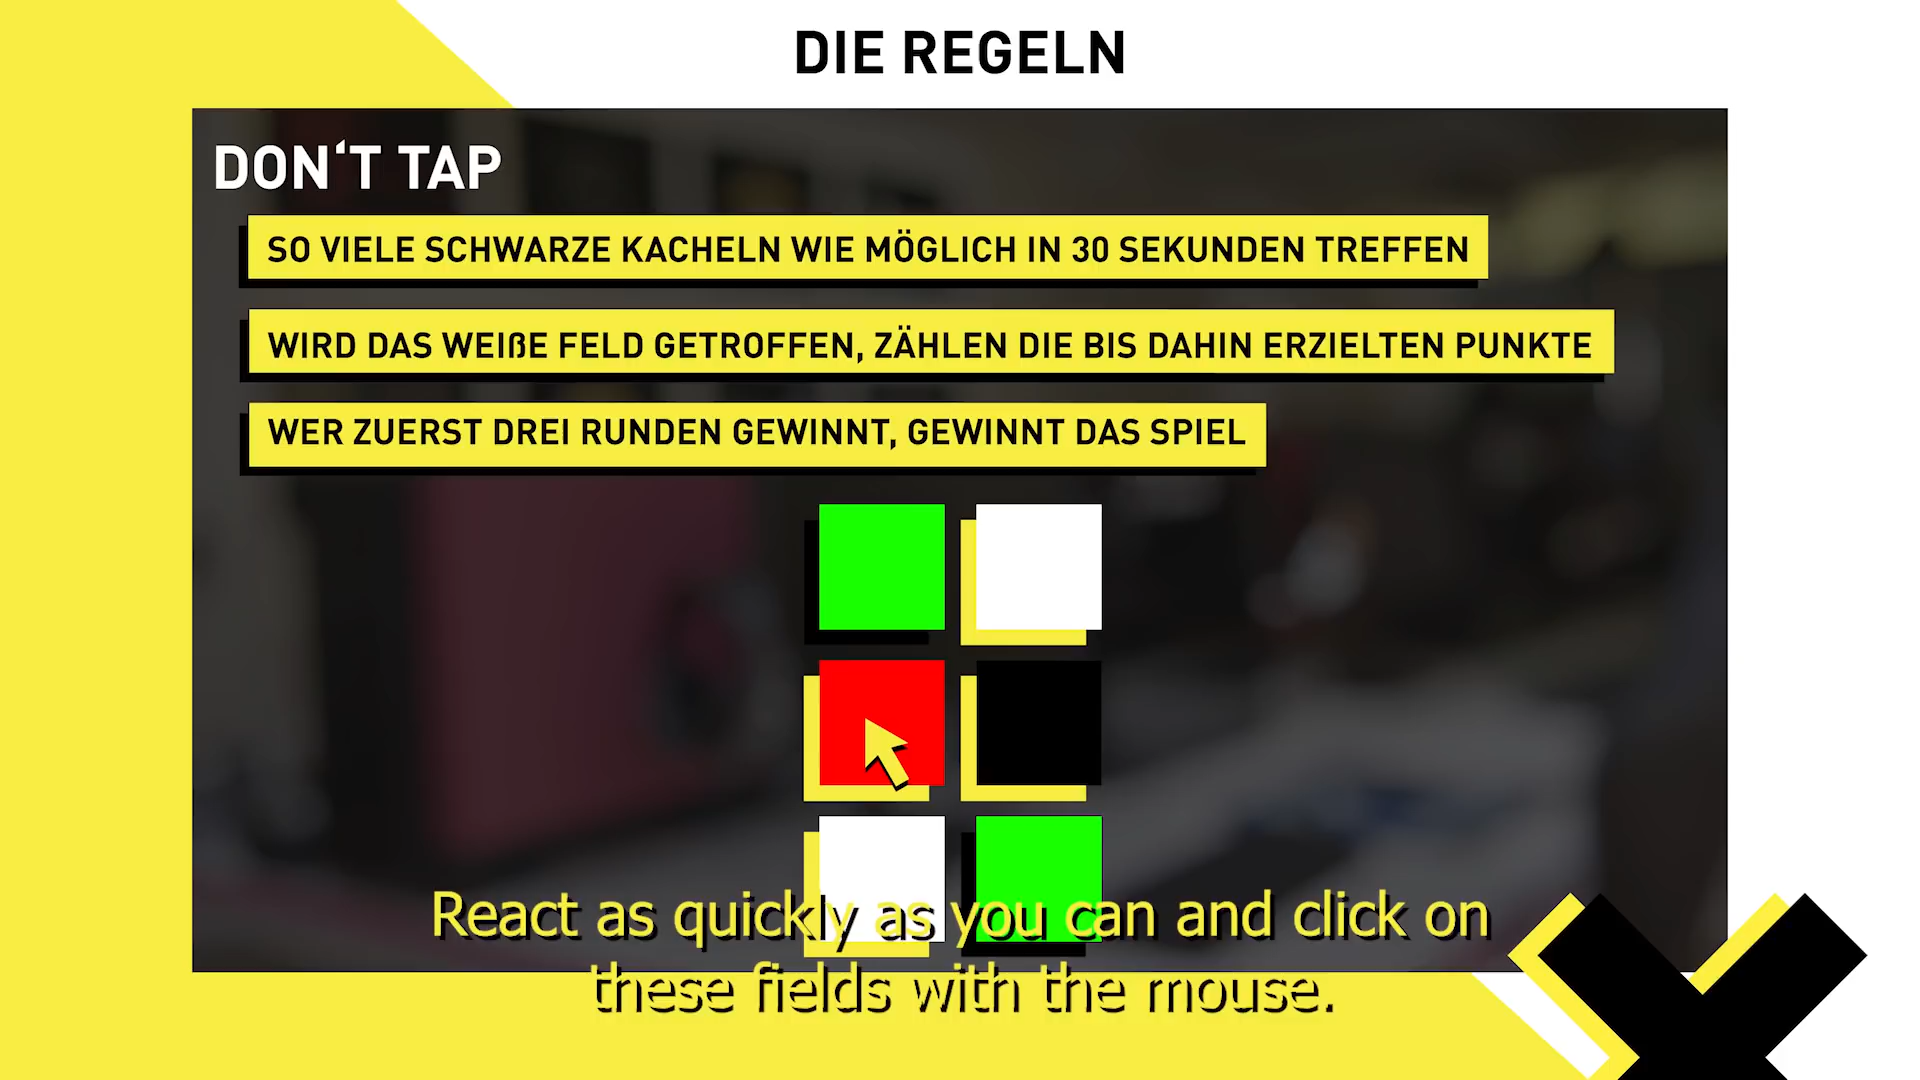 DIE REGELN
DON‘T TAP
SO VIELE SCHWARZE KACHELN WIE MÖGLICH IN 30 SEKUNDEN TREFFEN
WIRD DAS WEIßE FELD GETROFFEN, ZÄHLEN DIE BIS DAHIN ERZIELTEN PUNKTE
WER ZUERST DREI RUNDEN GEWINNT, GEWINNT DAS SPIEL
React as quickly as you can and click on
these fields with the mouse.